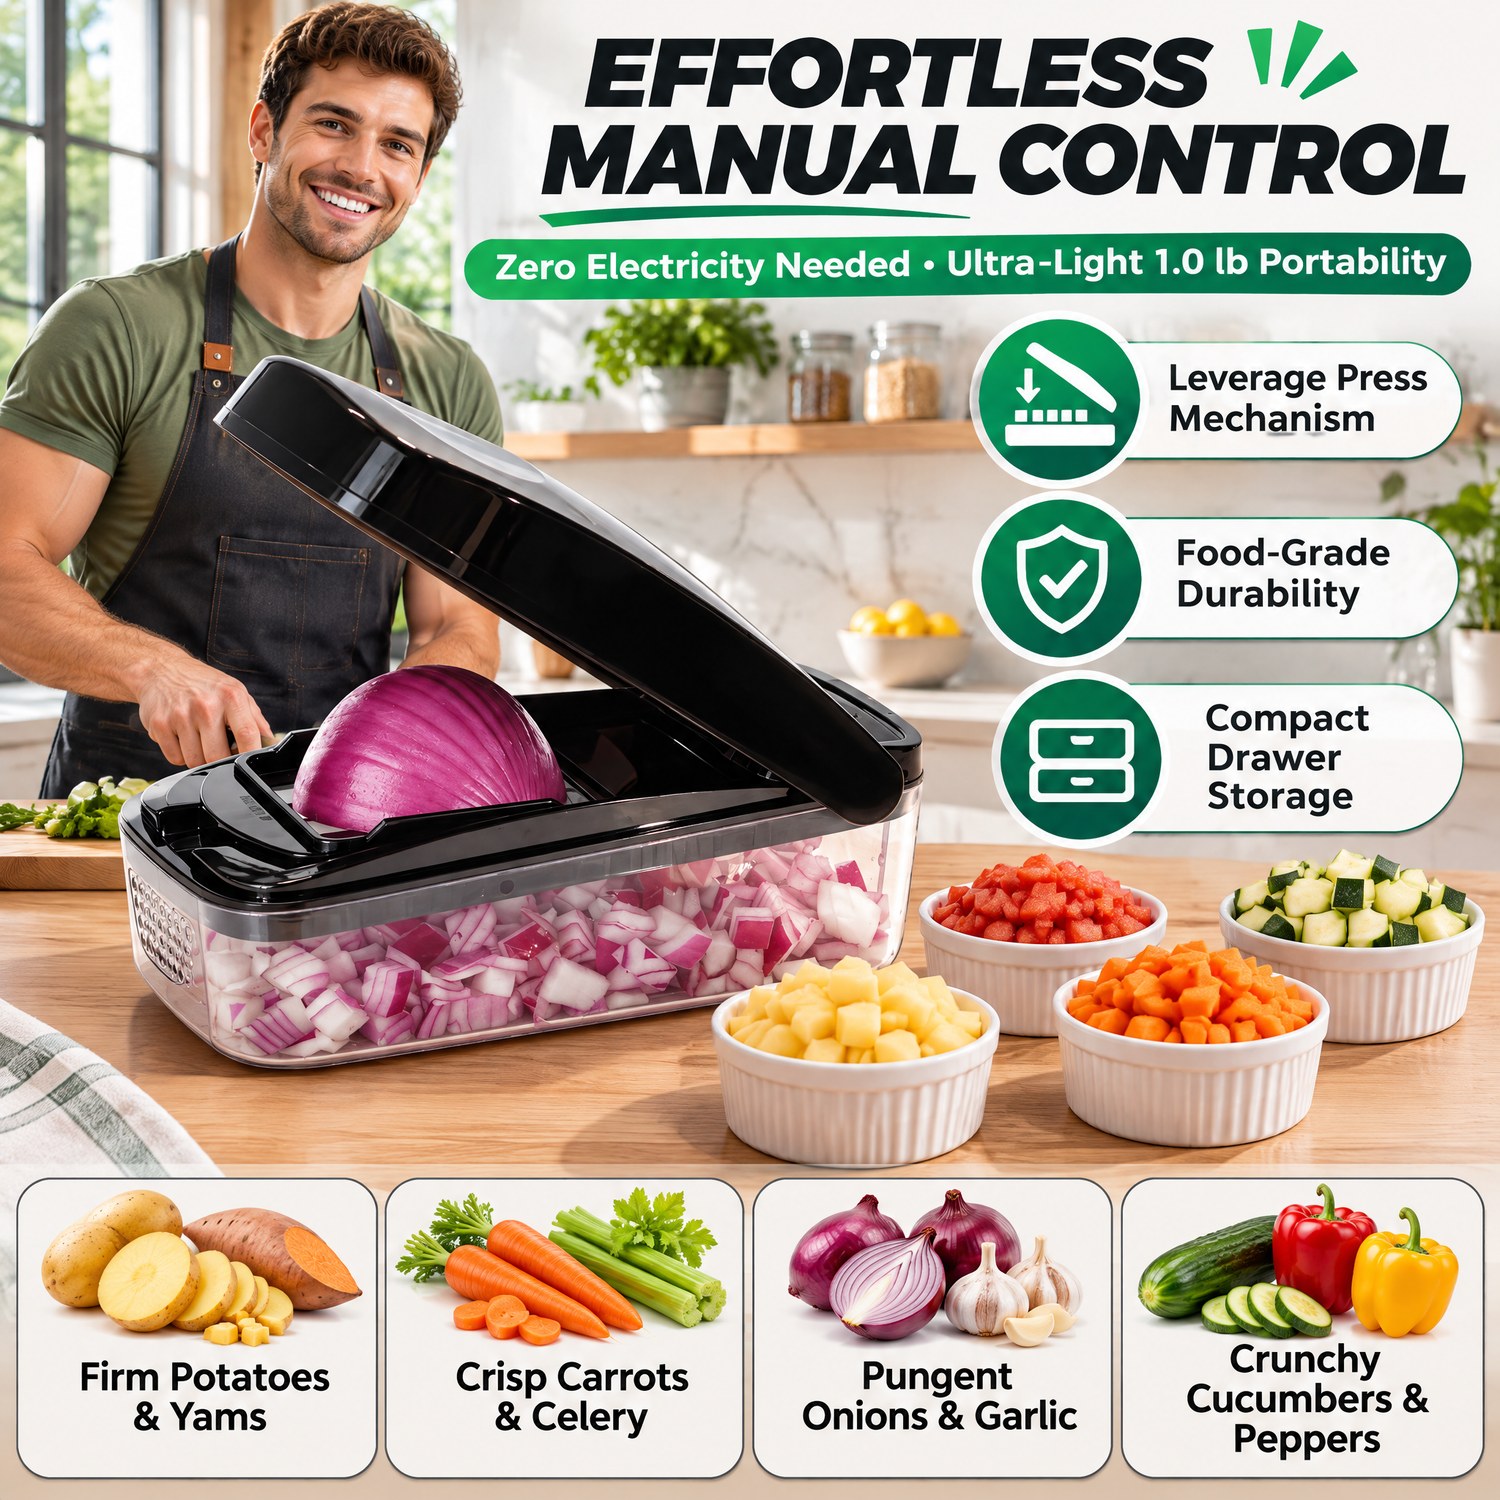 EFFORTLESS
MANUAL CONTROL
Zero Electricity Needed • Ultra-Light 1.0 lb Portability
Leverage Press
Mechanism
Food-Grade
Durability
Compact
Drawer
Storage
Firm Potatoes
& Yams
Crisp Carrots
& Celery
Pungent
Onions & Garlic
Crunchy
Cucumbers &
Peppers